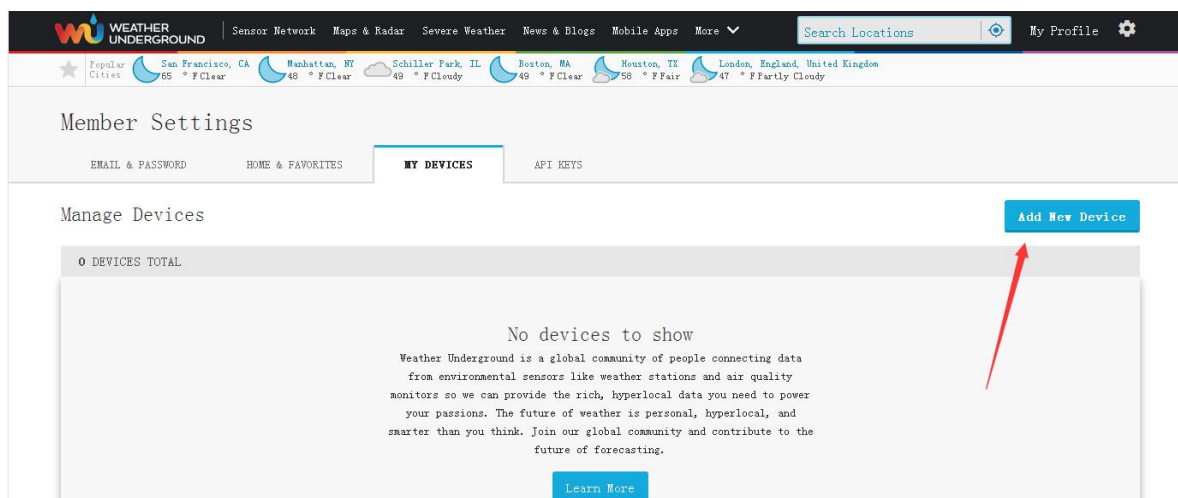 WEATHER
UNDERGROUND
Sensor Network Maps & Radar Severe Weather News & Blogs Mobile Apps More Search Locations My Profile
Popular
Cities
San Francisco, CA
65 ° F Clear
Manhattan, NY
48 ° F Clear
Schiller Park, IL
49 ° F Cloudy
Boston, MA
49 ° F Clear
Houston, TX
58 ° F Fair
London, England, United Kingdom
47 ° F Partly Cloudy
Member Settings
EMAIL & PASSWORD HOME & FAVORITES MY DEVICES API KEYS
Manage Devices
Add New Device
0 DEVICES TOTAL
No devices to show
Weather Underground is a global community of people connecting data
from environmental sensors like weather stations and air quality
monitors so we can provide the rich, hyperlocal data you need to power
your passions. The future of weather is personal, hyperlocal, and
smarter than you think. Join our global community and contribute to the
future of forecasting.
Learn More